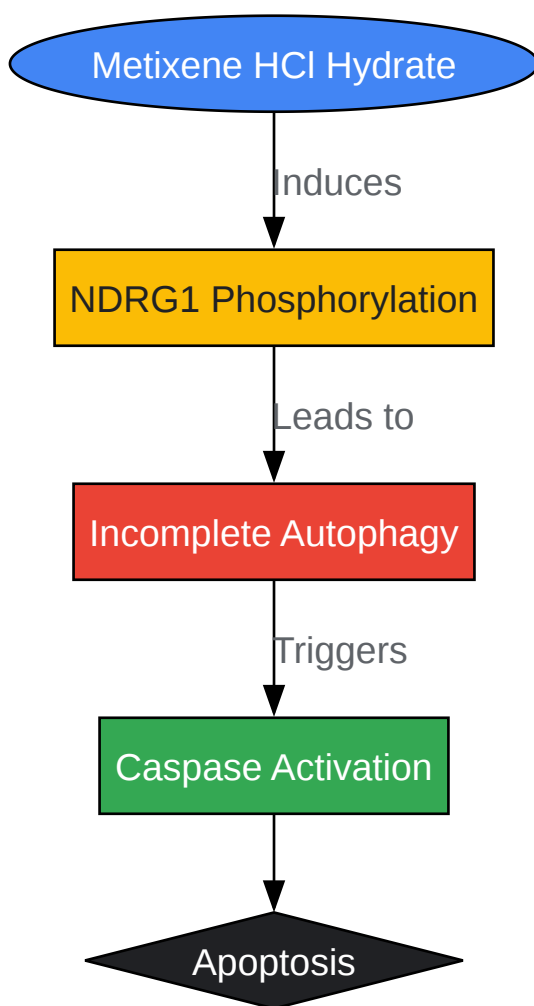 Metixene HCl Hydrate
Induces
NDRG1 Phosphorylation
Leads to
Incomplete Autophagy
Triggers
Caspase Activation
Apoptosis